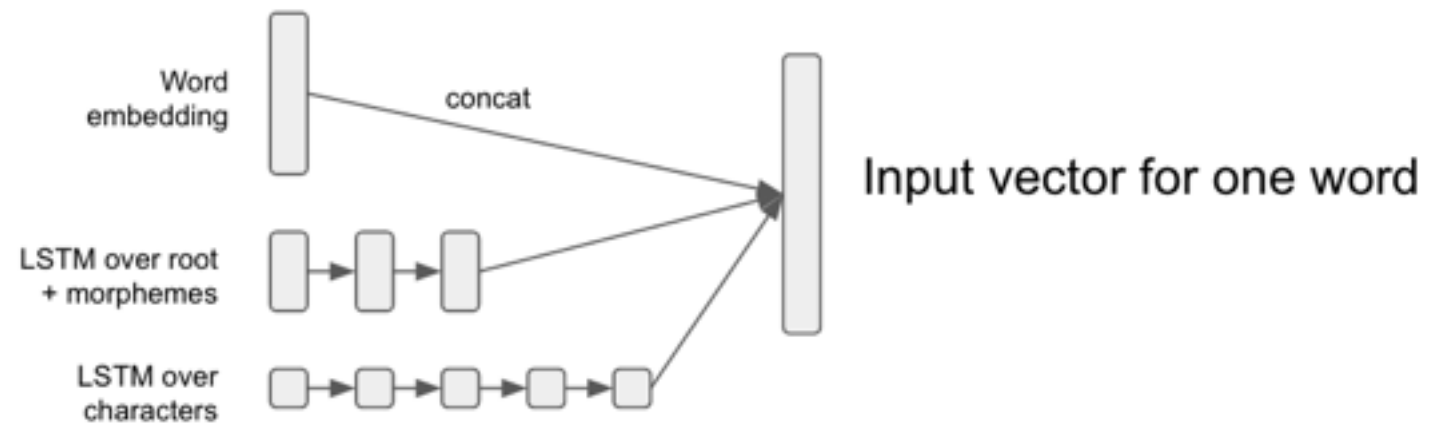 Word
embedding
concat
Input vector for one word
LSTM over root
+ morphemes
LSTM over
characters